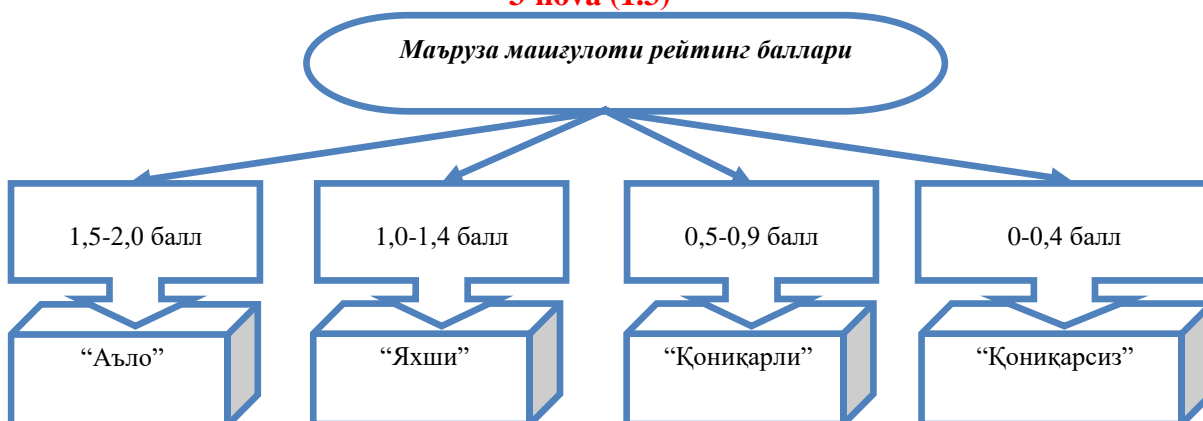 Маъруза машғулоти рейтинг баллари
1,5-2,0 балл
1,0-1,4 балл
0,5-0,9 балл
0-0,4 балл
“Аъло”
“Яхши”
“Қониқарли”
“Қониқарсиз”